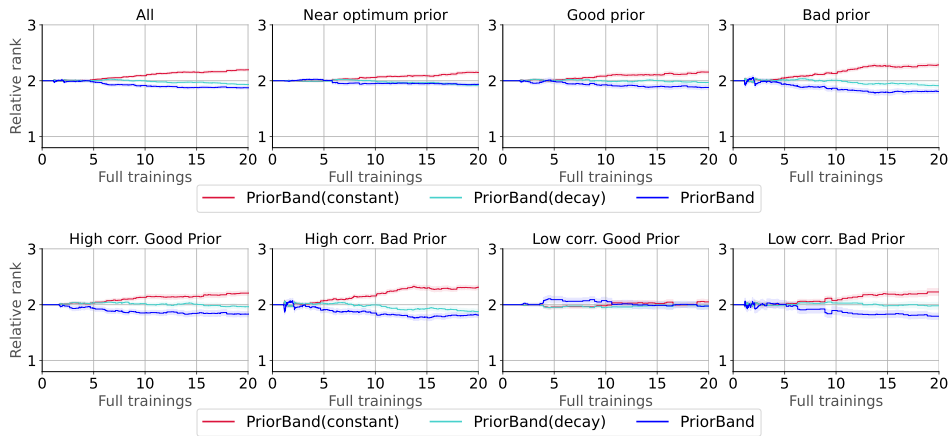 All Near optimum prior Good prior Bad prior
3 3 3 3
Relative rank
2 2 2 2
1 1 1 1
0 5 10 15 20 0 5 10 15 20 0 5 10 15 20 0 5 10 15 20
Full trainings Full trainings Full trainings Full trainings
PriorBand(constant) PriorBand(decay) PriorBand
High corr. Good Prior High corr. Bad Prior Low corr. Good Prior Low corr. Bad Prior
3 3 3 3
Relative rank
2 2 2 2
1 1 1 1
0 5 10 15 20 0 5 10 15 20 0 5 10 15 20 0 5 10 15 20
Full trainings Full trainings Full trainings Full trainings
PriorBand(constant) PriorBand(decay) PriorBand